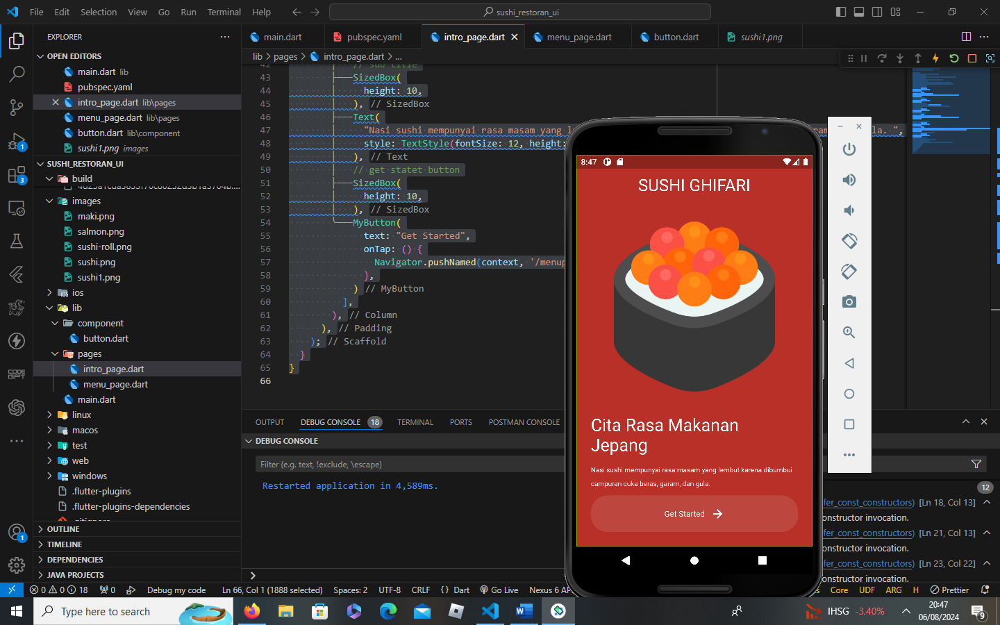 File Edit Selection View Go Run Terminal Help
sushi_restoran_ui
EXPLORER
OPEN EDITORS
main.dart lib
pubspec.yaml
intro_page.dart lib\pages
menu_page.dart lib\pages
button.dart lib\component
sushi1.png images
SUSHI_RESTORAN_UI
build
images
maki.png
salmon.png
sushi-roll.png
sushi.png
sushi1.png
ios
lib
component
button.dart
pages
intro_page.dart
menu_page.dart
main.dart
linux
macos
test
web
windows
.flutter-plugins
.flutter-plugins-dependencies
OUTLINE
TIMELINE
DEPENDENCIES
JAVA PROJECTS
1
3
CODE
GPT
1
main.dart pubspec.yaml intro_page.dart menu_page.dart button.dart sushi1.png
lib > pages > intro_page.dart > ...
42 // sub title
43 SizedBox(
44 height: 10,
45 ), // SizedBox
46 Text(
47 "Nasi sushi mempunyai rasa masam yang l ram la. ",
48 style: TextStyle(fontSize: 12, height:
49 ), // Text
50 // get statet button
51 SizedBox(
52 height: 10,
53 ), // SizedBox
54 MyButton(
55 text: "Get Started",
56 onTap: () {
57 Navigator.pushNamed(context, '/menup
58 },
59 ) // MyButton
60 ],
61 ), // Column
62 ), // Padding
63 ); // Scaffold
64 }
65 }
66
OUTPUT DEBUG CONSOLE 18 TERMINAL PORTS POSTMAN CONSOLE
DEBUG CONSOLE
Filter (e.g. text, !exclude, \escape)
Restarted application in 4,589ms.
12
fer_const_constructors) [Ln 18, Col 13]
onstructor invocation.
fer_const_constructors) [Ln 21, Col 13]
onstructor invocation.
fer_const_constructors) [Ln 23, Col 22]
onstructor invocation.
8:47
SUSHI GHIFARI
Cita Rasa Makanan
Jepang
Nasi sushi mempunyai rasa masam yang lembut karena dibumbui
campuran cuka beras, garam, dan gula.
Get Started
0 0 18 0 Debug my code Ln 66, Col 1 (1888 selected) Spaces: 2 UTF-8 CRLF {} Dart Go Live Nexus 6 AP s Core UDF ARG H Prettier
Type here to search
IHSG -3,40%
20:47
06/08/2024
9